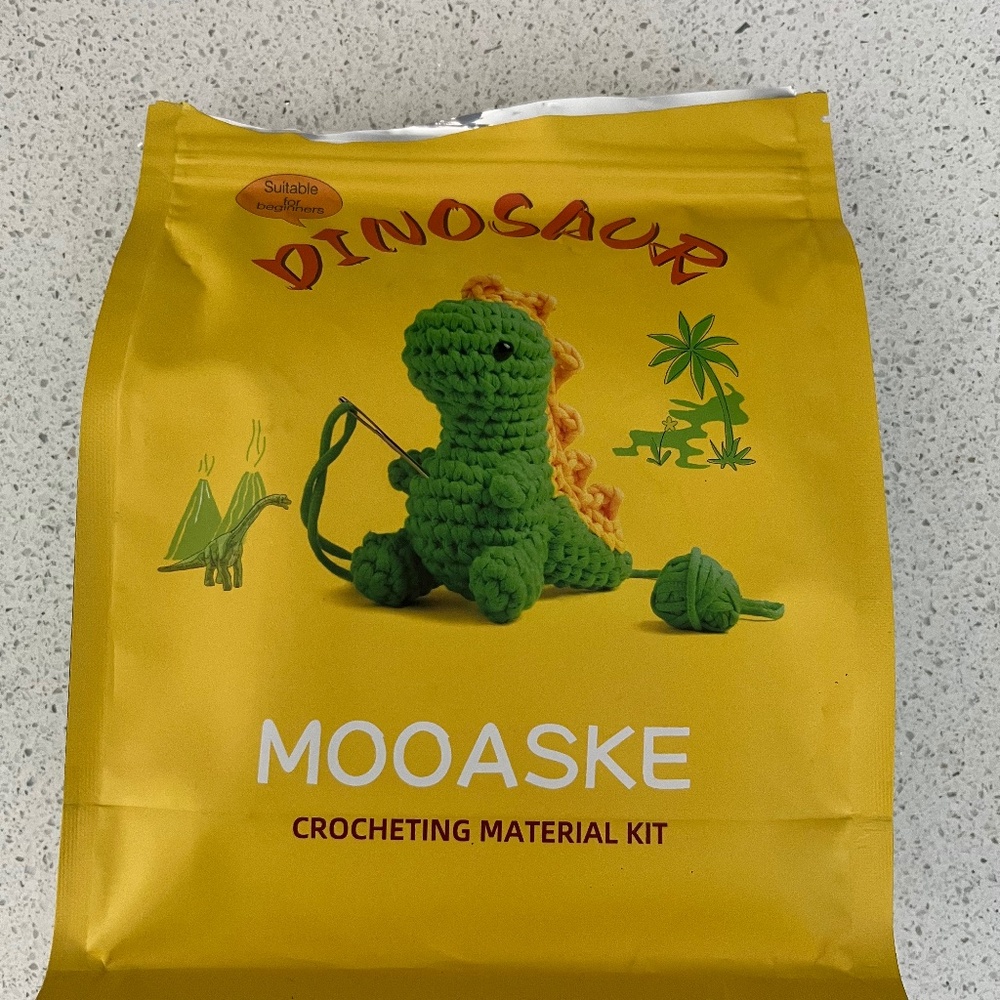 Suitable
for
beginners
DINOSAUR
MOOASKE
CROCHETING MATERIAL KIT